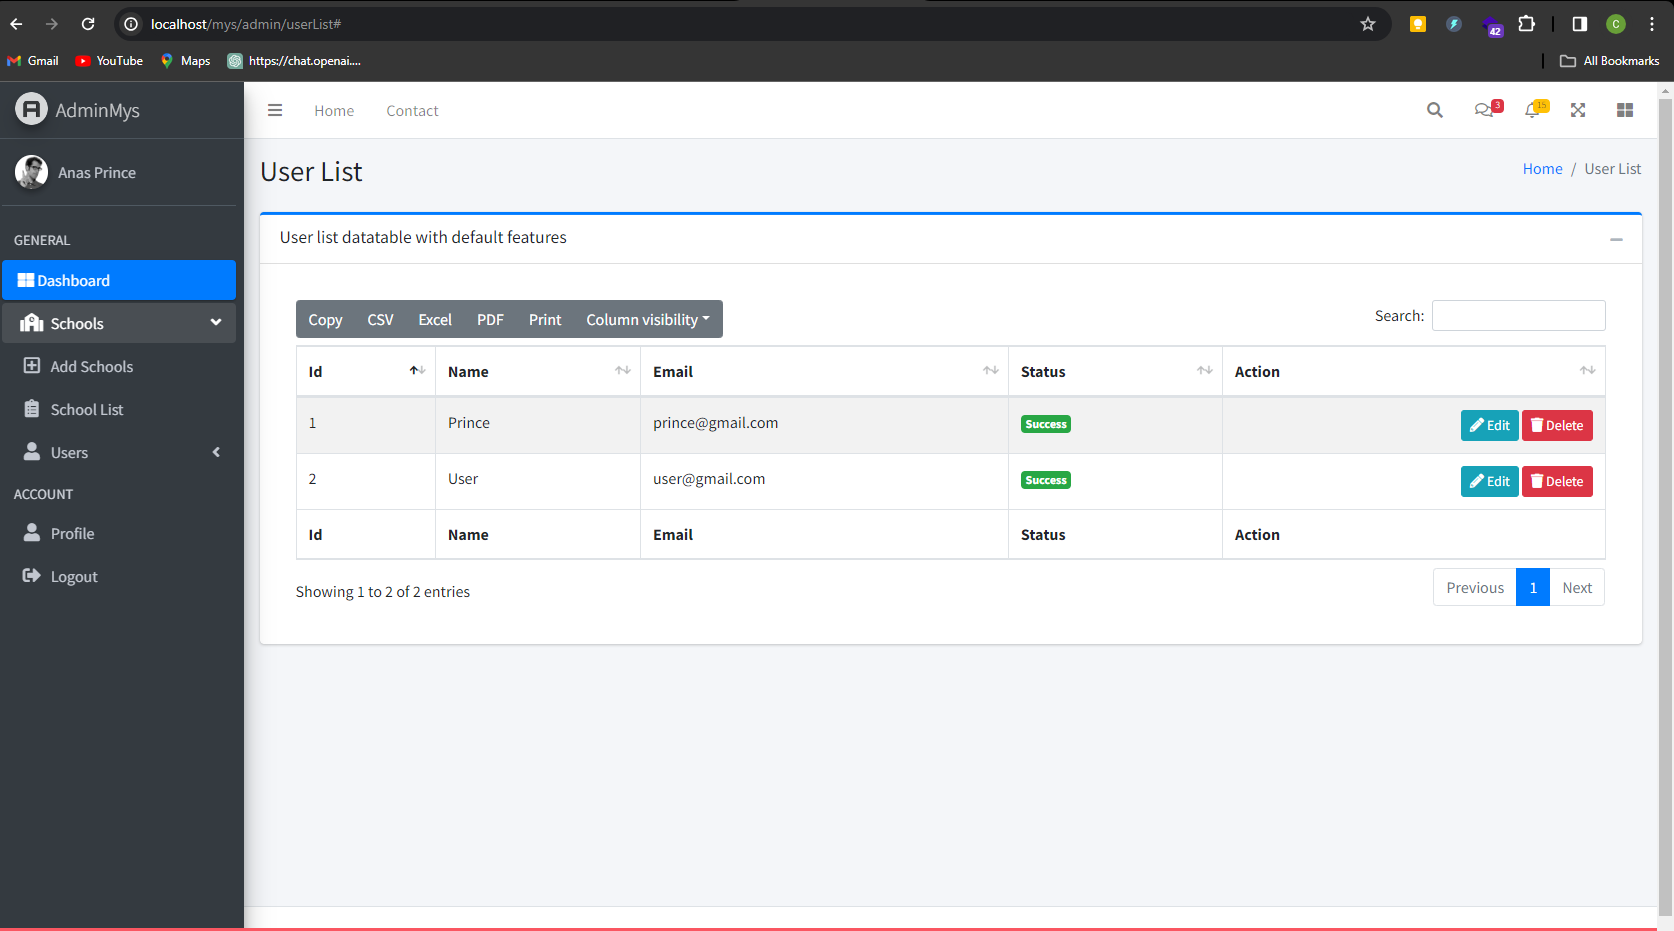 localhost/mys/admin/userList#
42
C
Gmail YouTube Maps https://chat.openai.... All Bookmarks
AdminMys
Home Contact
3
15
Anas Prince
User List
Home / User List
GENERAL
Dashboard
Schools
Add Schools
School List
Users
ACCOUNT
Profile
Logout
User list datatable with default features
Copy CSV Excel PDF Print Column visibility
Search:
Id Name Email Status Action
1 Prince prince@gmail.com Success Edit Delete
2 User user@gmail.com Success Edit Delete
Id Name Email Status Action
Showing 1 to 2 of 2 entries
Previous 1 Next